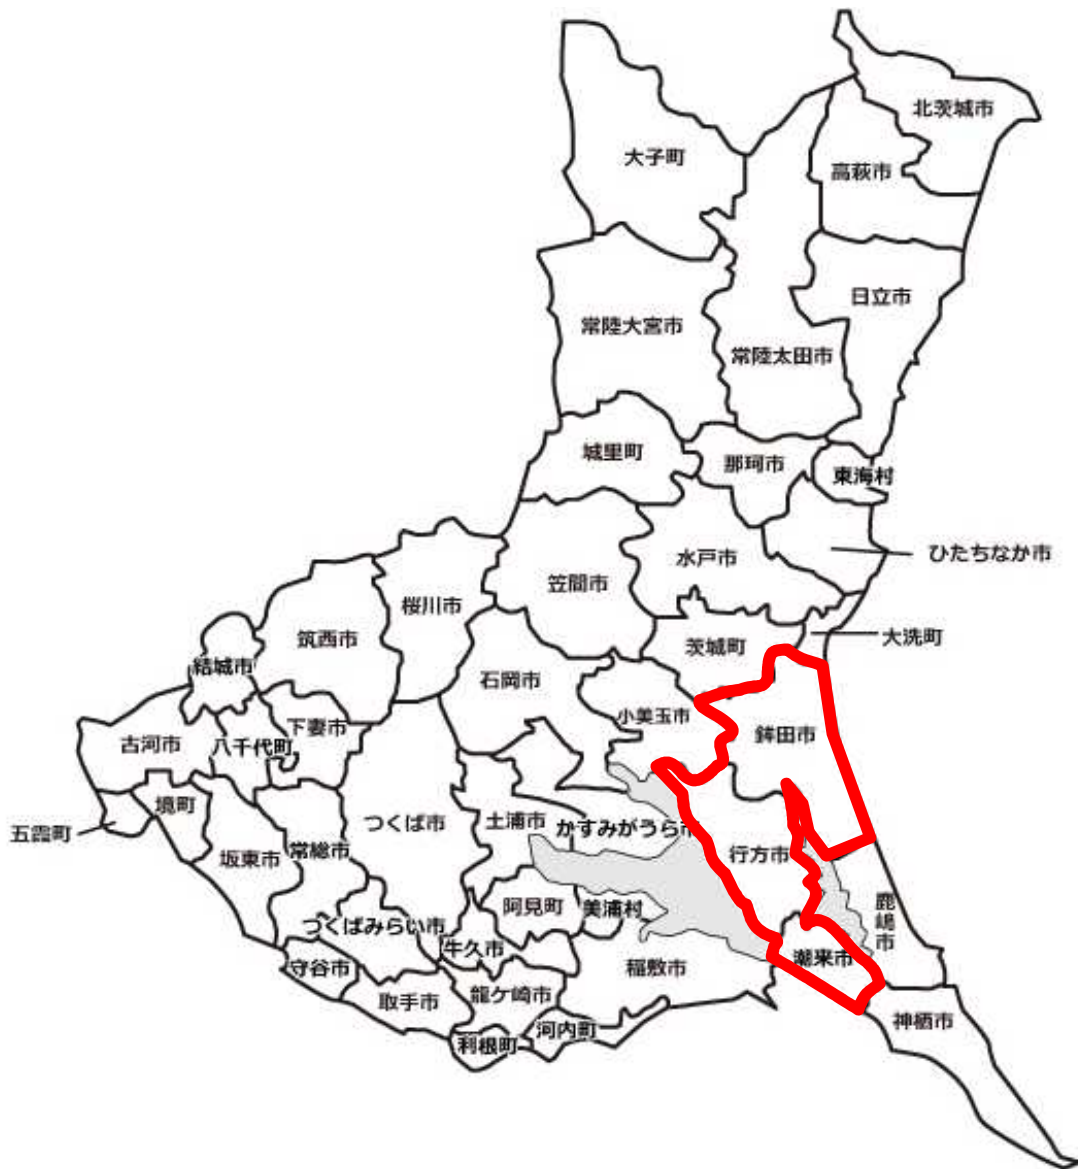 北茨城市
大子町
高萩市
日立市
常陸大宮市
常陸太田市
城里町
那珂市
東海村
ひたちなか市
水戸市
笠間市
桜川市
筑西市
大洗町
茨城町
結城市
石岡市
小美玉市
下妻市
鉾田市
古河市
八千代町
境町
五霞町
つくば市
土浦市
かすみがうら市
常総市
坂東市
行方市
阿見町
美浦村
鹿嶋市
つくばみらい市
牛久市
潮来市
守谷市
稲敷市
龍ケ崎市
取手市
神栖市
河内町
利根町